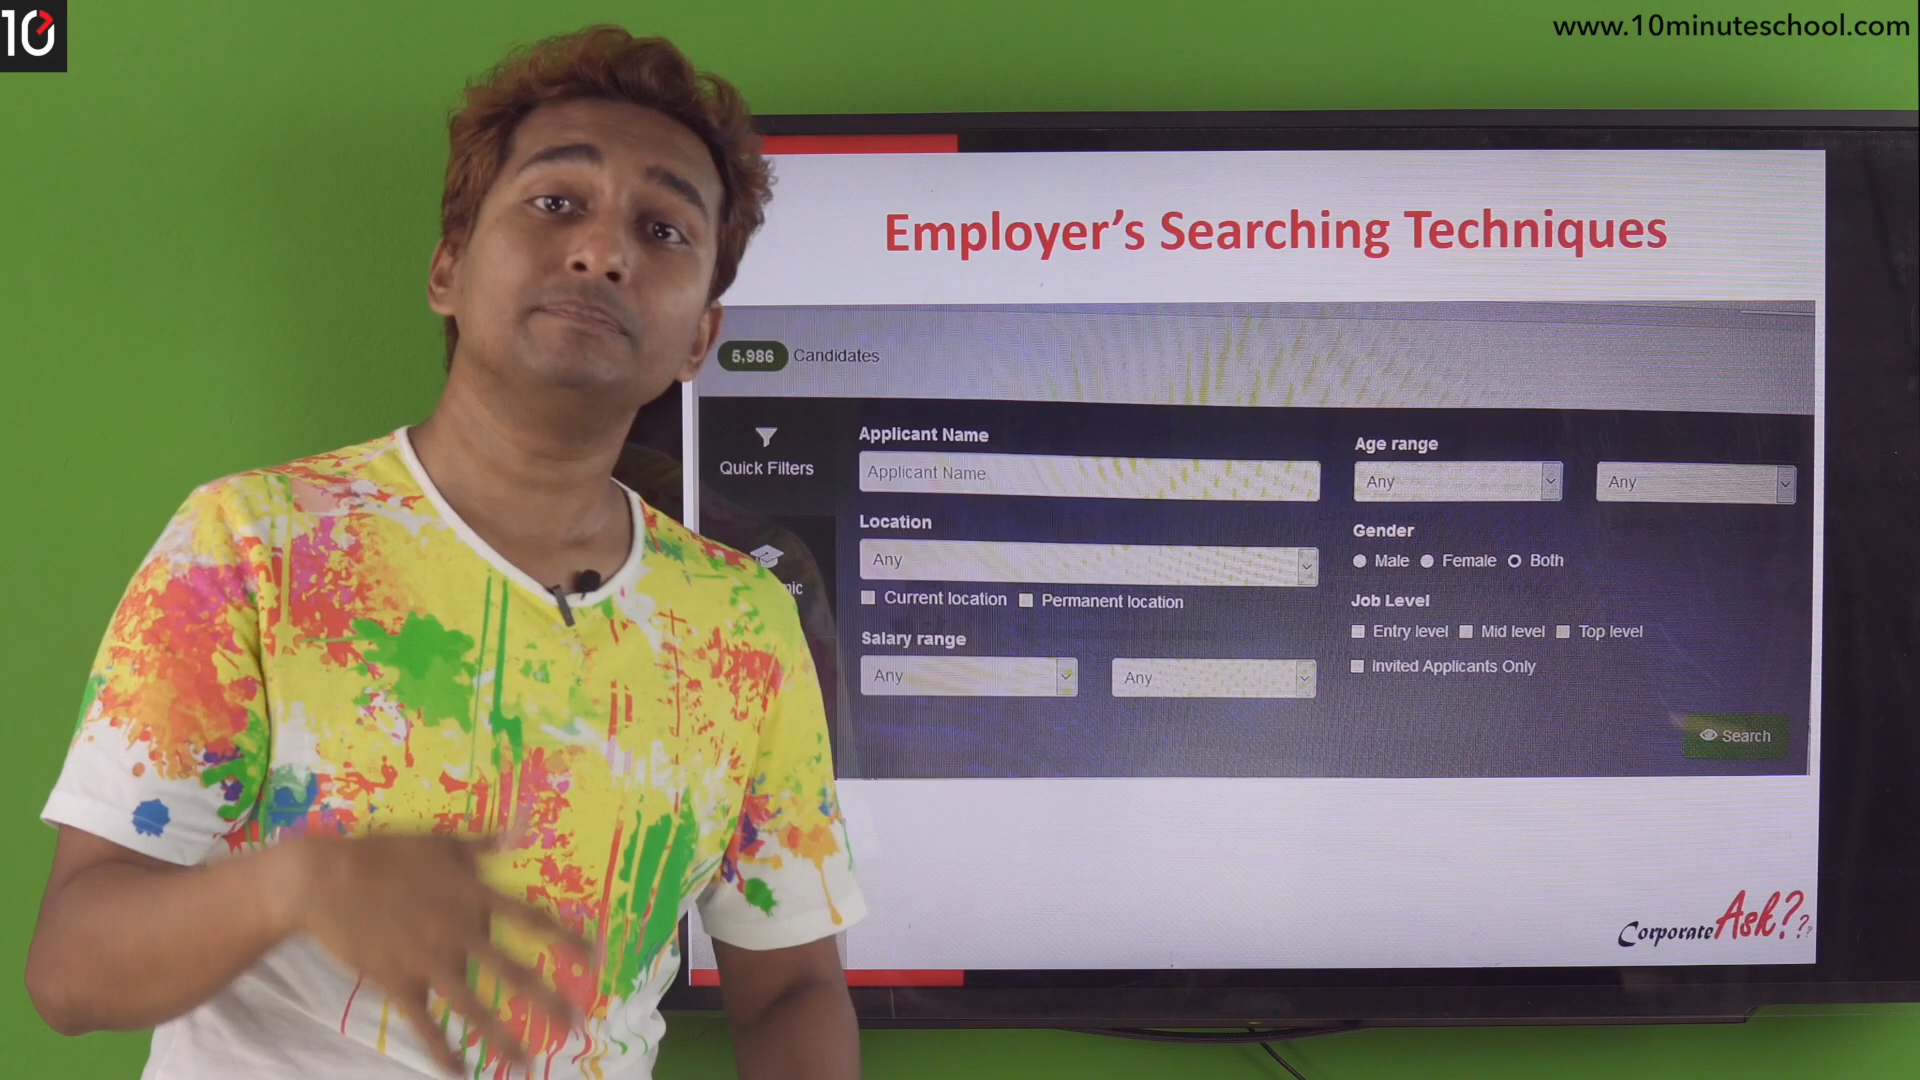 10
www.10minuteschool.com
Employer's Searching Techniques
5,986 Candidates
Quick Filters
Applicant Name
Applicant Name
Age range
Any
Any
Location
Any
Current location
Permanent location
Gender
Male
Female
Both
Job Level
Entry level
Mid level
Top level
Invited Applicants Only
Salary range
Any
Any
Search
Corporate Ask???